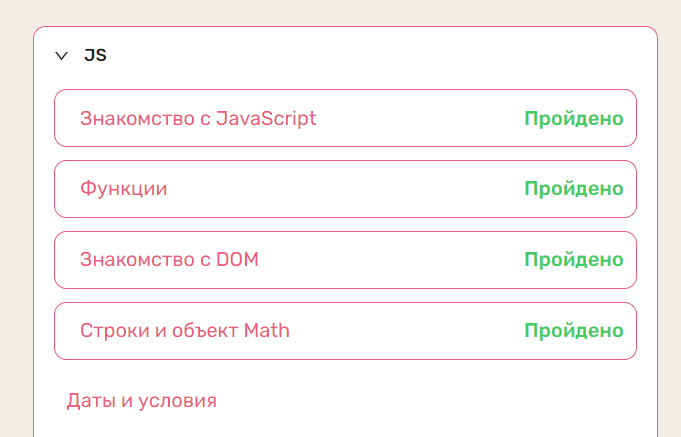 JS
Знакомство с JavaScript Пройдено
Функции Пройдено
Знакомство с DOM Пройдено
Строки и объект Math Пройдено
Даты и условия